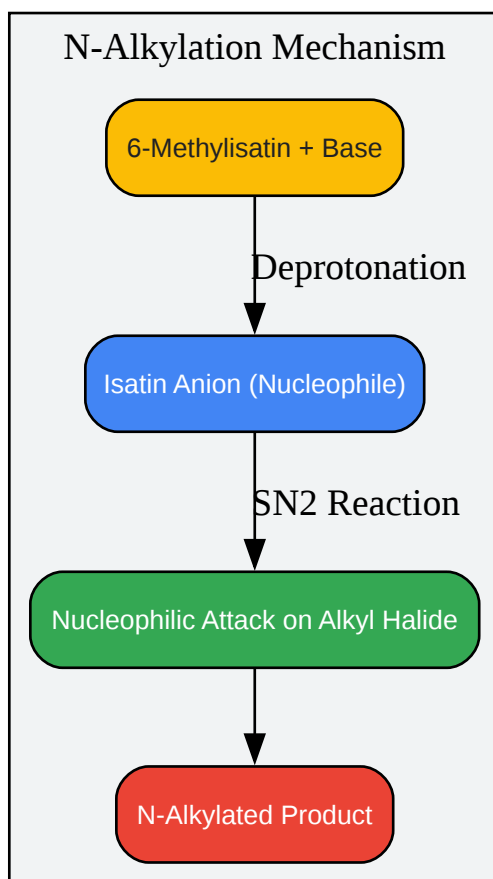 N-Alkylation Mechanism
6-Methylisatin + Base
Deprotonation
Isatin Anion (Nucleophile)
SN2 Reaction
Nucleophilic Attack on Alkyl Halide
N-Alkylated Product